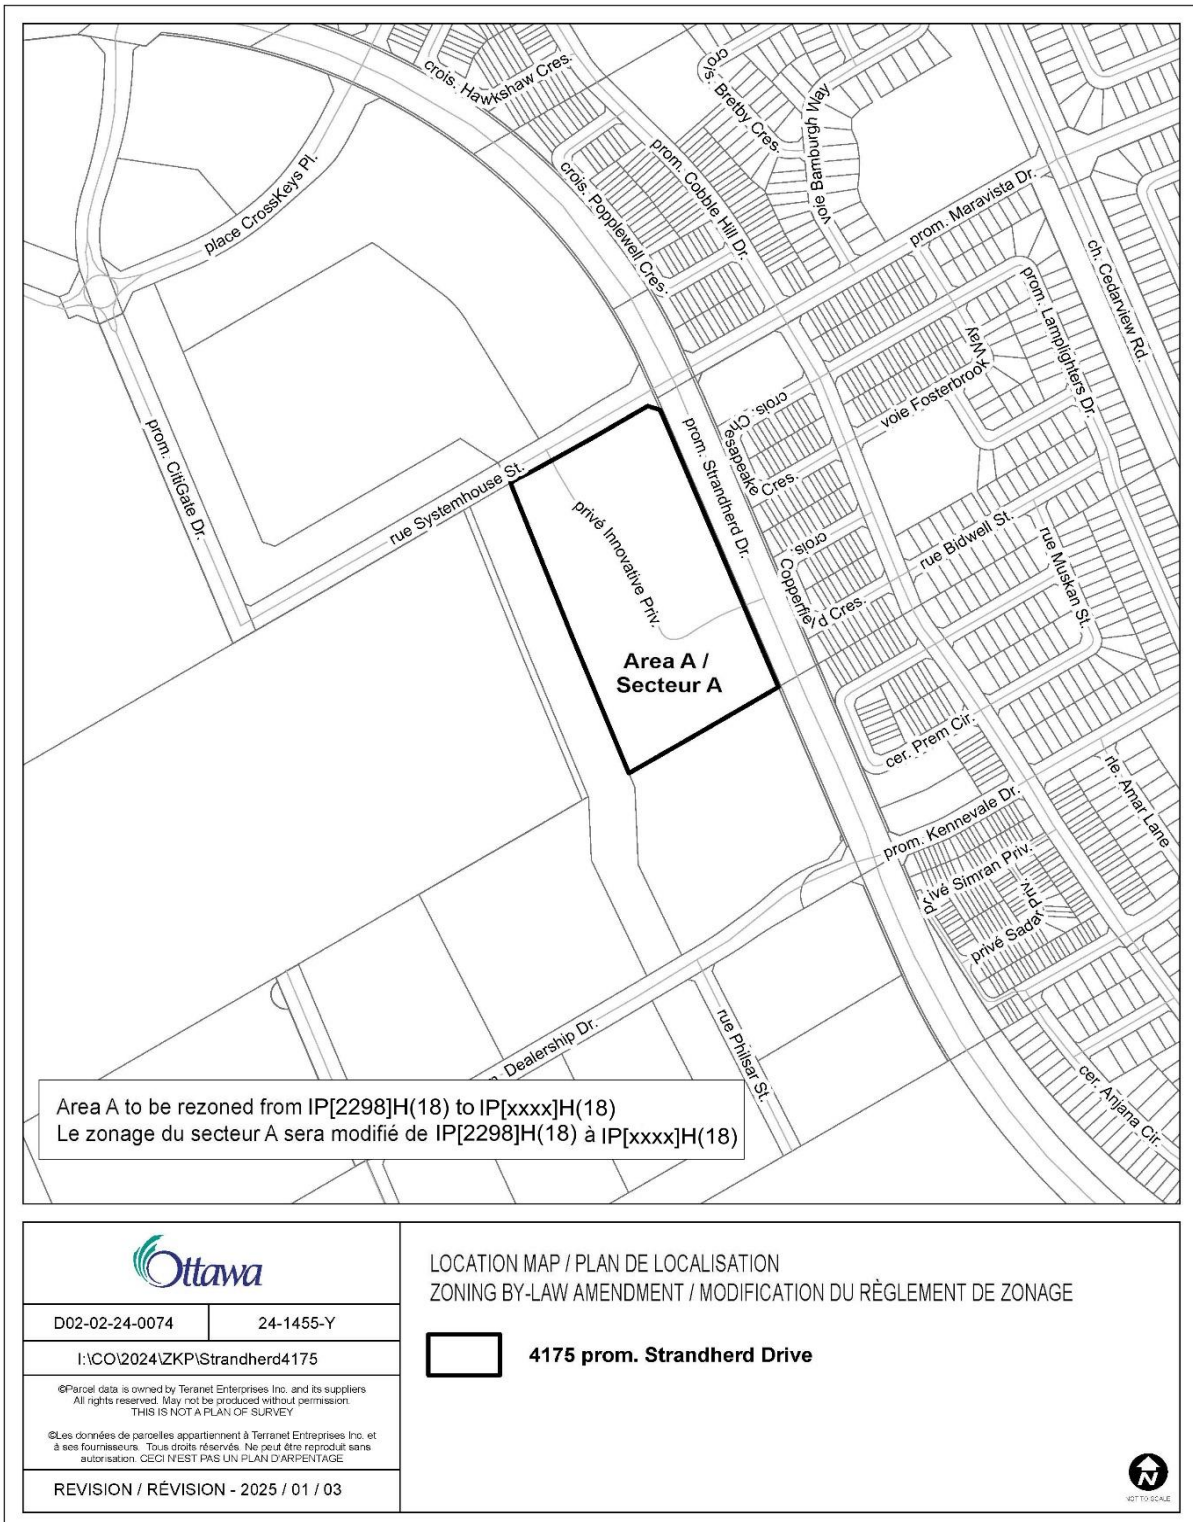 crois. Hawkshaw Cres.
crois. Bretby Cres.
voie Bamburgh Way
prom. Cobble Hill Dr.
crois. Popplewell Cres.
place CrossKeys Pl.
prom. Maravista Dr.
ch. Cedarview Rd.
prom. Lamplighters Dr.
voie Fosterbrook Way
crois. Chesapeake Cres.
prom. Strandherd Dr.
prom. CitiGate Dr.
rue Systemhouse St.
privé Innovative Priv.
crois. Copperfield Cres.
rue Bidwell St.
rue Muskan St.
Area A /
Secteur A
cer. Prem Cir.
prom. Kennevale Dr.
rle. Amar Lane
privé Simran Priv.
privé Sadar Priv.
m. Dealership Dr.
rue Philsar St.
cer. Anjana Cir.
Area A to be rezoned from IP[2298]H(18) to IP[xxxx]H(18)
Le zonage du secteur A sera modifié de IP[2298]H(18) à IP[xxxx]H(18)
Ottawa
D02-02-24-0074
24-1455-Y
I:\CO\2024\ZKP\Strandherd4175
©Parcel data is owned by Teranet Enterprises Inc. and its suppliers
All rights reserved. May not be produced without permission.
THIS IS NOT A PLAN OF SURVEY
©Les données de parcelles appartiennent à Terranet Entreprises Inc. et
à ses fournisseurs. Tous droits réservés. Ne peut être reproduit sans
autorisation. CECI N'EST PAS UN PLAN D'ARPENTAGE
REVISION / RÉVISION - 2025 / 01 / 03
LOCATION MAP / PLAN DE LOCALISATION
ZONING BY-LAW AMENDMENT / MODIFICATION DU RÈGLEMENT DE ZONAGE
4175 prom. Strandherd Drive
N
NOT TO SCALE